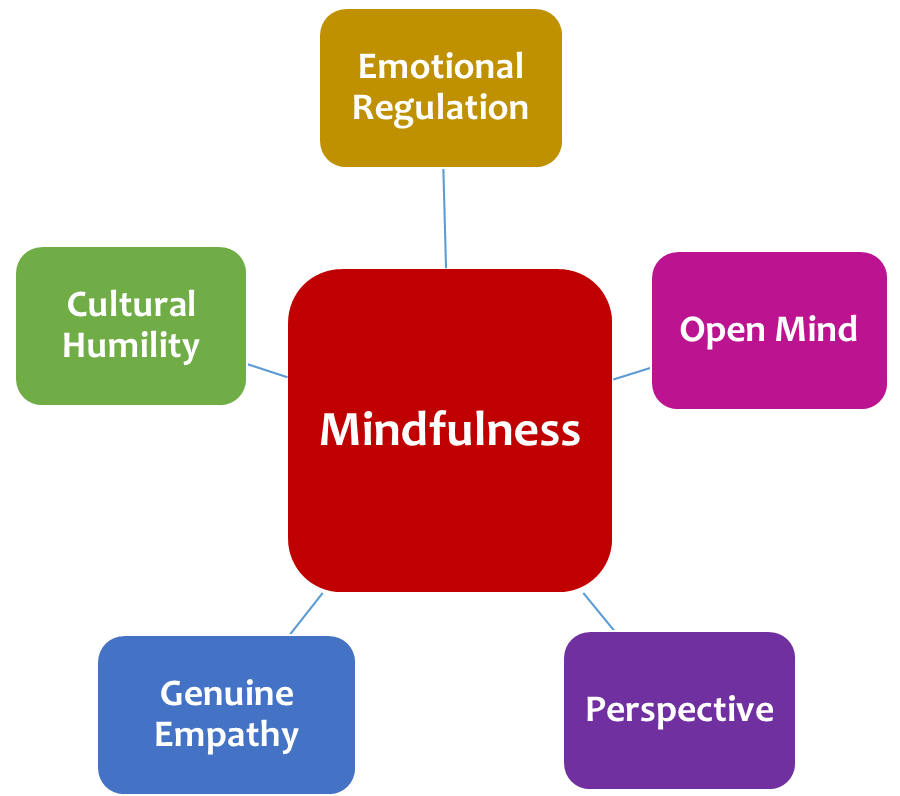 Emotional
Regulation
Cultural
Humility
Open Mind
Mindfulness
Genuine
Empathy
Perspective